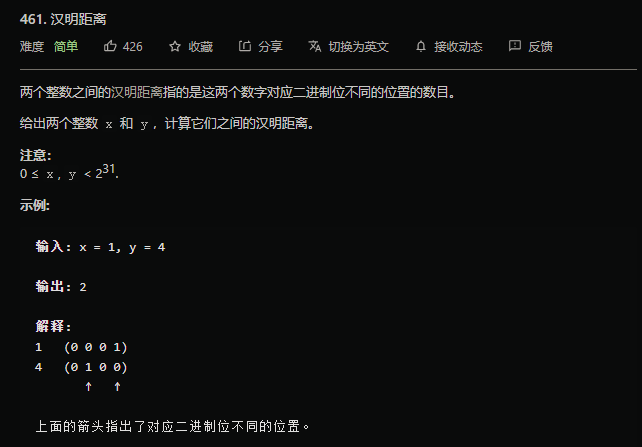 461. 汉明距离
难度 简单 426 收藏 分享 切换为英文 接收动态 反馈
两个整数之间的汉明距离指的是这两个数字对应二进制位不同的位置的数目。
给出两个整数 x 和 y，计算它们之间的汉明距离。
注意：
0 ≤ x, y < 2³¹.
示例:
输入: x = 1, y = 4
输出: 2
解释:
1 (0 0 0 1)
4 (0 1 0 0)
↑ ↑
上面的箭头指出了对应二进制位不同的位置。